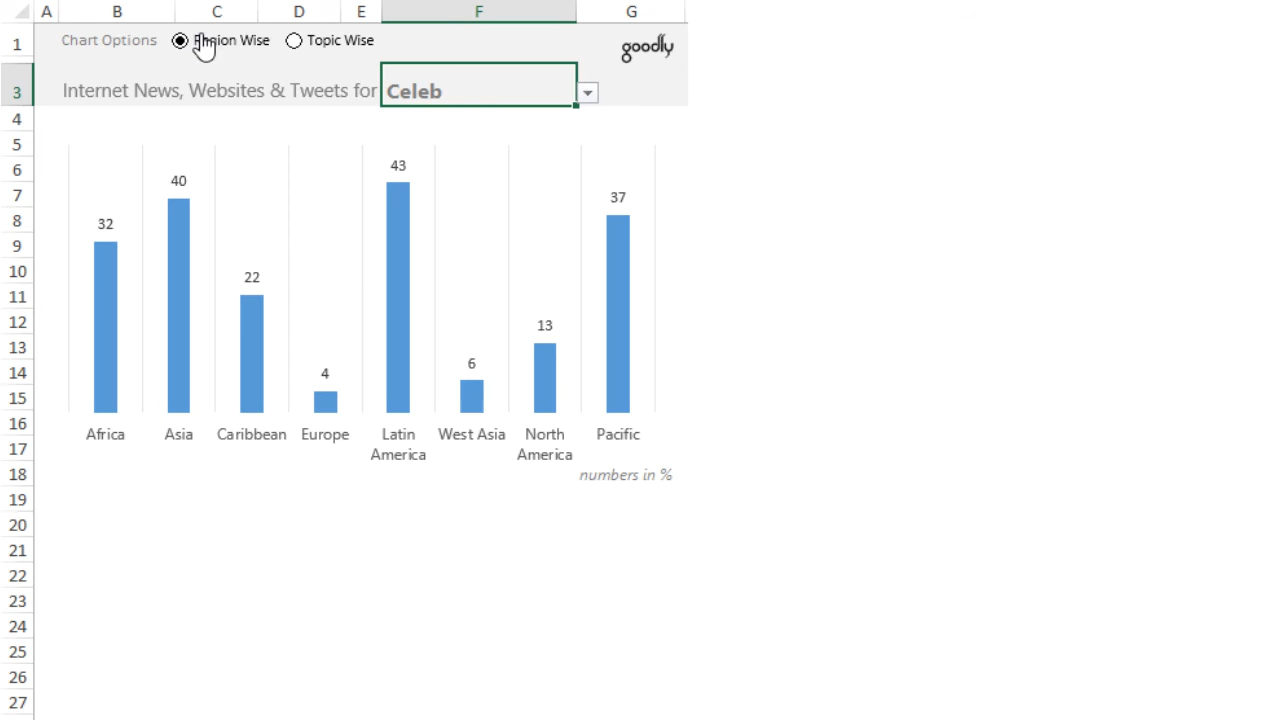 A B C D E F G
1 Chart Options Wise Topic Wise goodly
3 Internet News, Websites & Tweets for Celeb
4
5
6 43
7 40
8 32 37
9
10 22
11
12 13
13
14 4 6
15
16
Africa Asia Caribbean Europe Latin West Asia North Pacific
17 America America
18 numbers in %
19
20
21
22
23
24
25
26
27